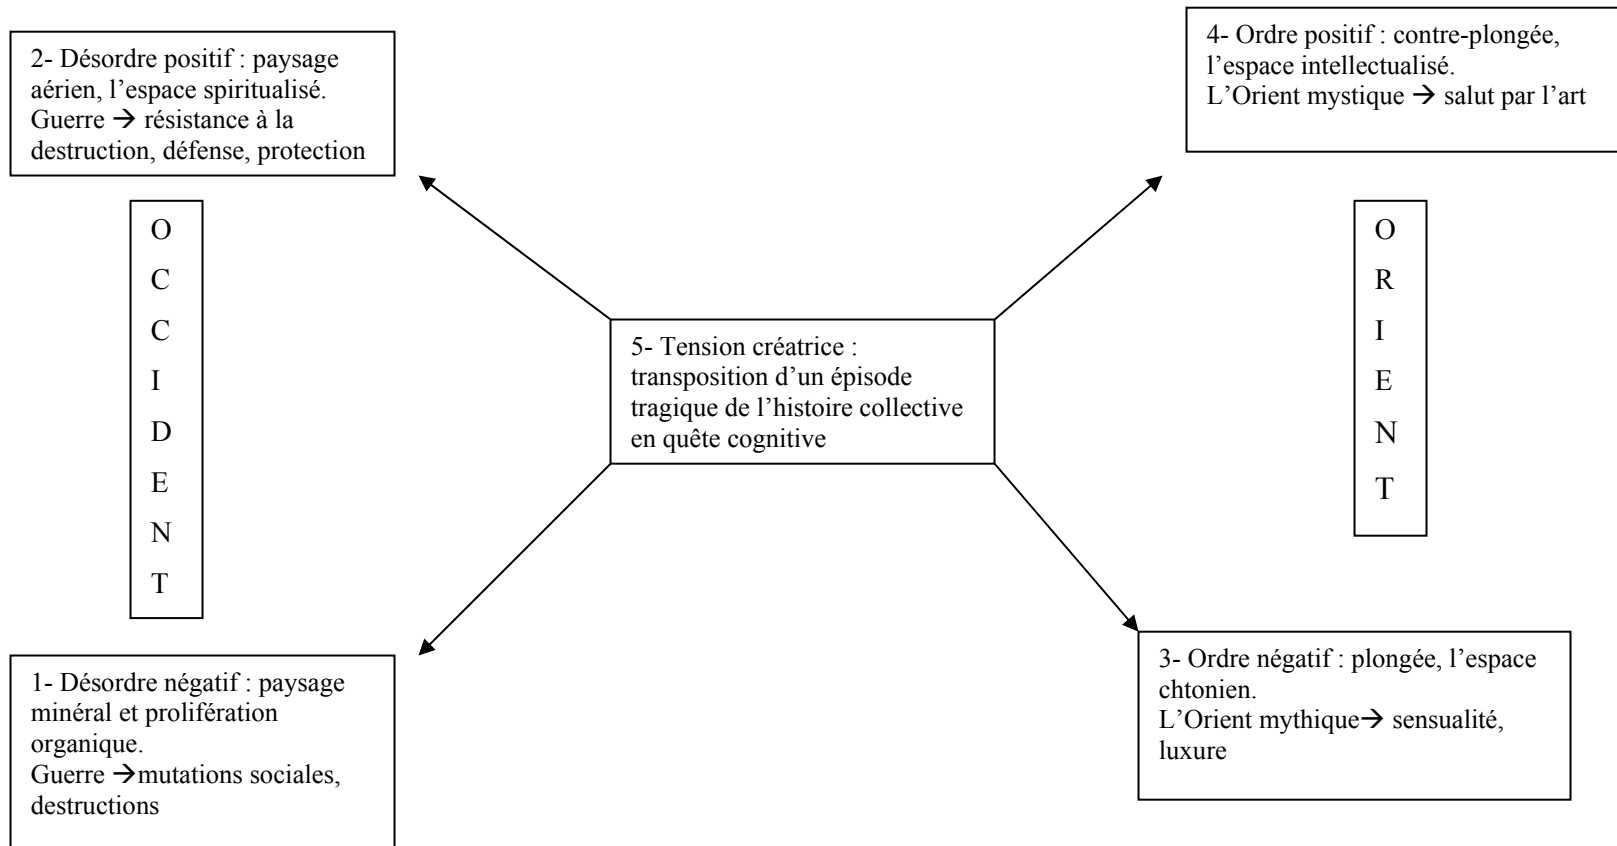 2- Désordre positif : paysage
aérien, l’espace spiritualisé.
Guerre → résistance à la
destruction, défense, protection
4- Ordre positif : contre-plongée,
l’espace intellectualisé.
L’Orient mystique → salut par l’art
O
C
C
I
D
E
N
T
5- Tension créatrice :
transposition d’un épisode
tragique de l’histoire collective
en quête cognitive
O
R
I
E
N
T
1- Désordre négatif : paysage
minéral et prolifération
organique.
Guerre →mutations sociales,
destructions
3- Ordre négatif : plongée, l’espace
chtonien.
L’Orient mythique→ sensualité,
luxure